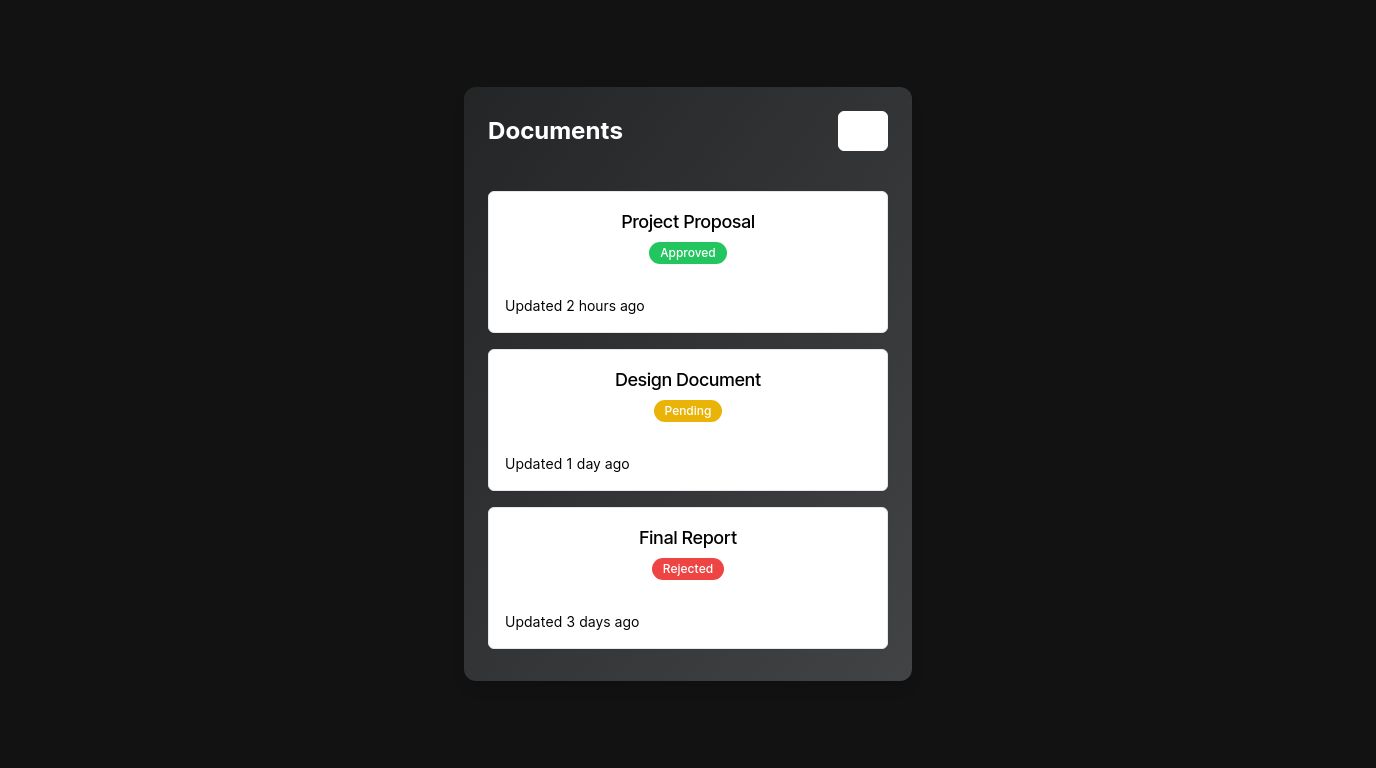 Documents
Project Proposal
Approved
Updated 2 hours ago
Design Document
Pending
Updated 1 day ago
Final Report
Rejected
Updated 3 days ago